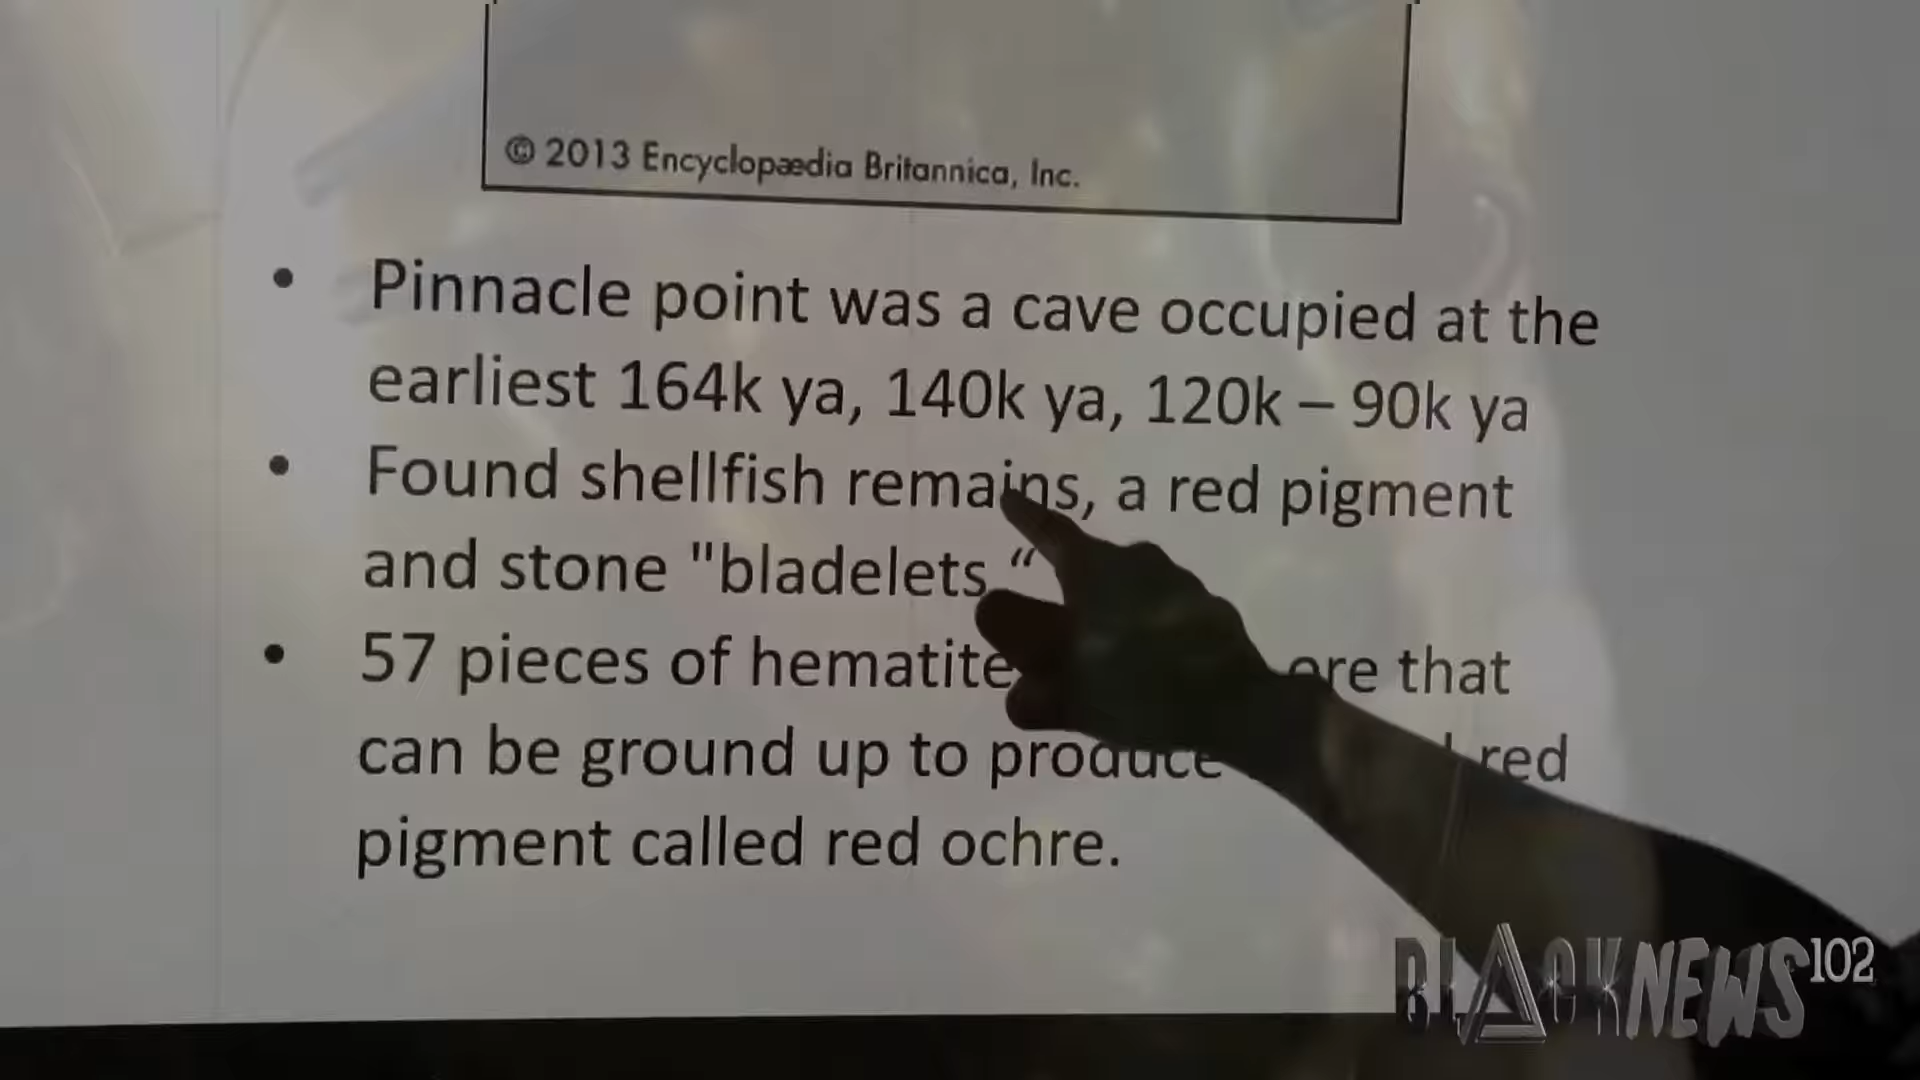 © 2013 Encyclopædia Britannica, Inc.
• Pinnacle point was a cave occupied at the
earliest 164k ya, 140k ya, 120k – 90k ya
• Found shellfish remains, a red pigment
and stone "bladelets.“
• 57 pieces of hematite ore that
can be ground up to produce red
pigment called red ochre.
BLACKNEWS102